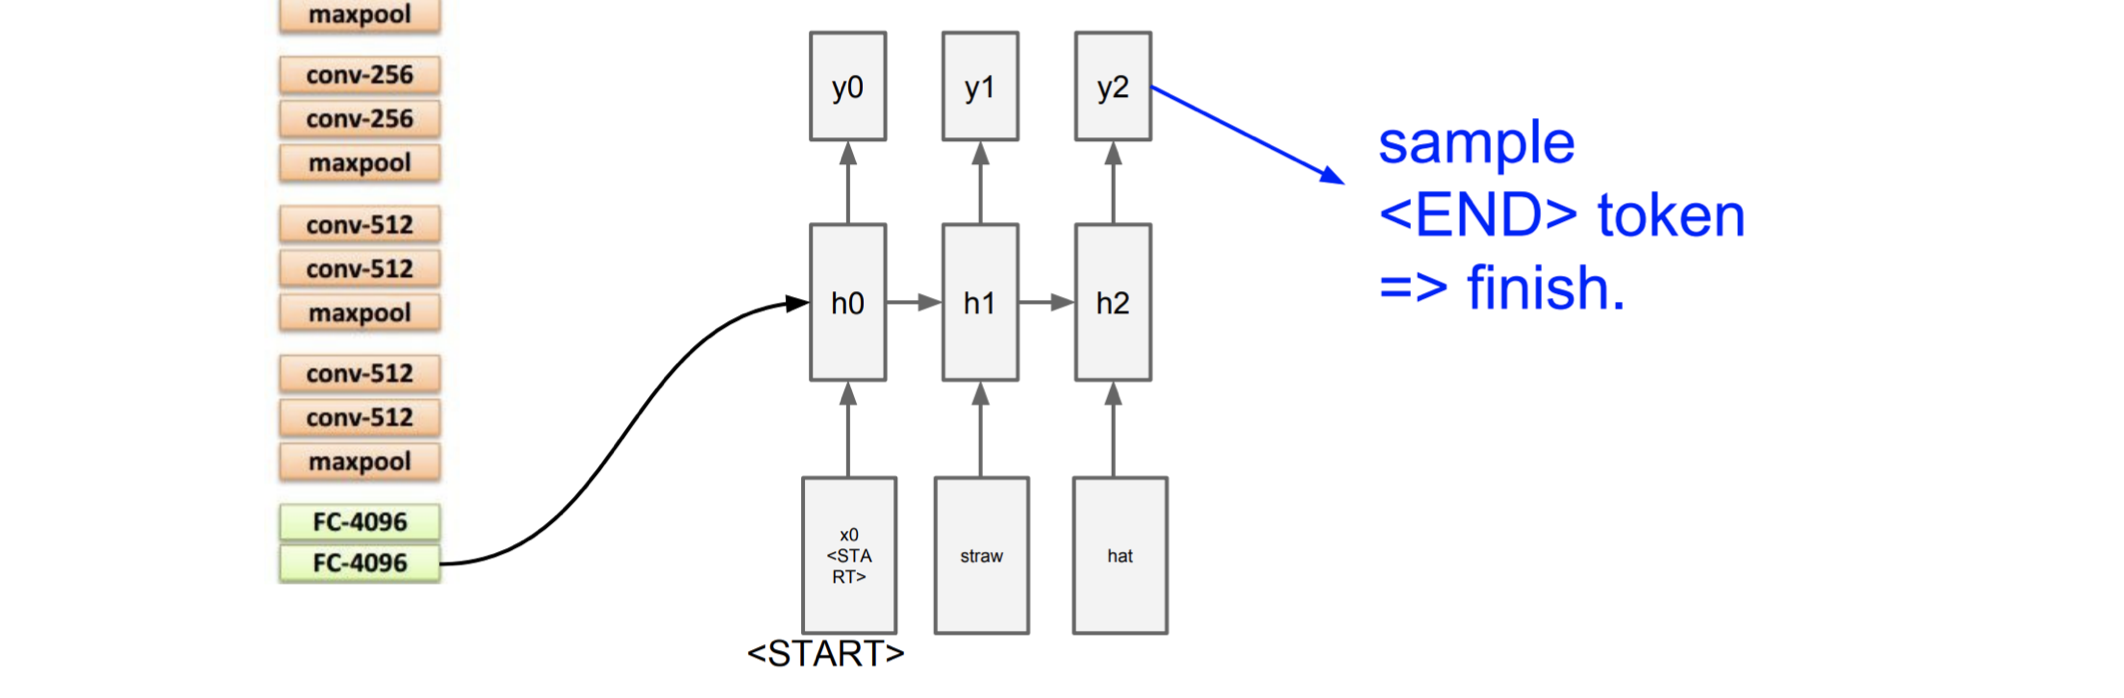 maxpool
conv-256
conv-256
maxpool
conv-512
conv-512
maxpool
conv-512
conv-512
maxpool
FC-4096
FC-4096
y0
y1
y2
h0
h1
h2
x0
<STA
RT>
straw
hat
<START>
sample
<END> token
=> finish.